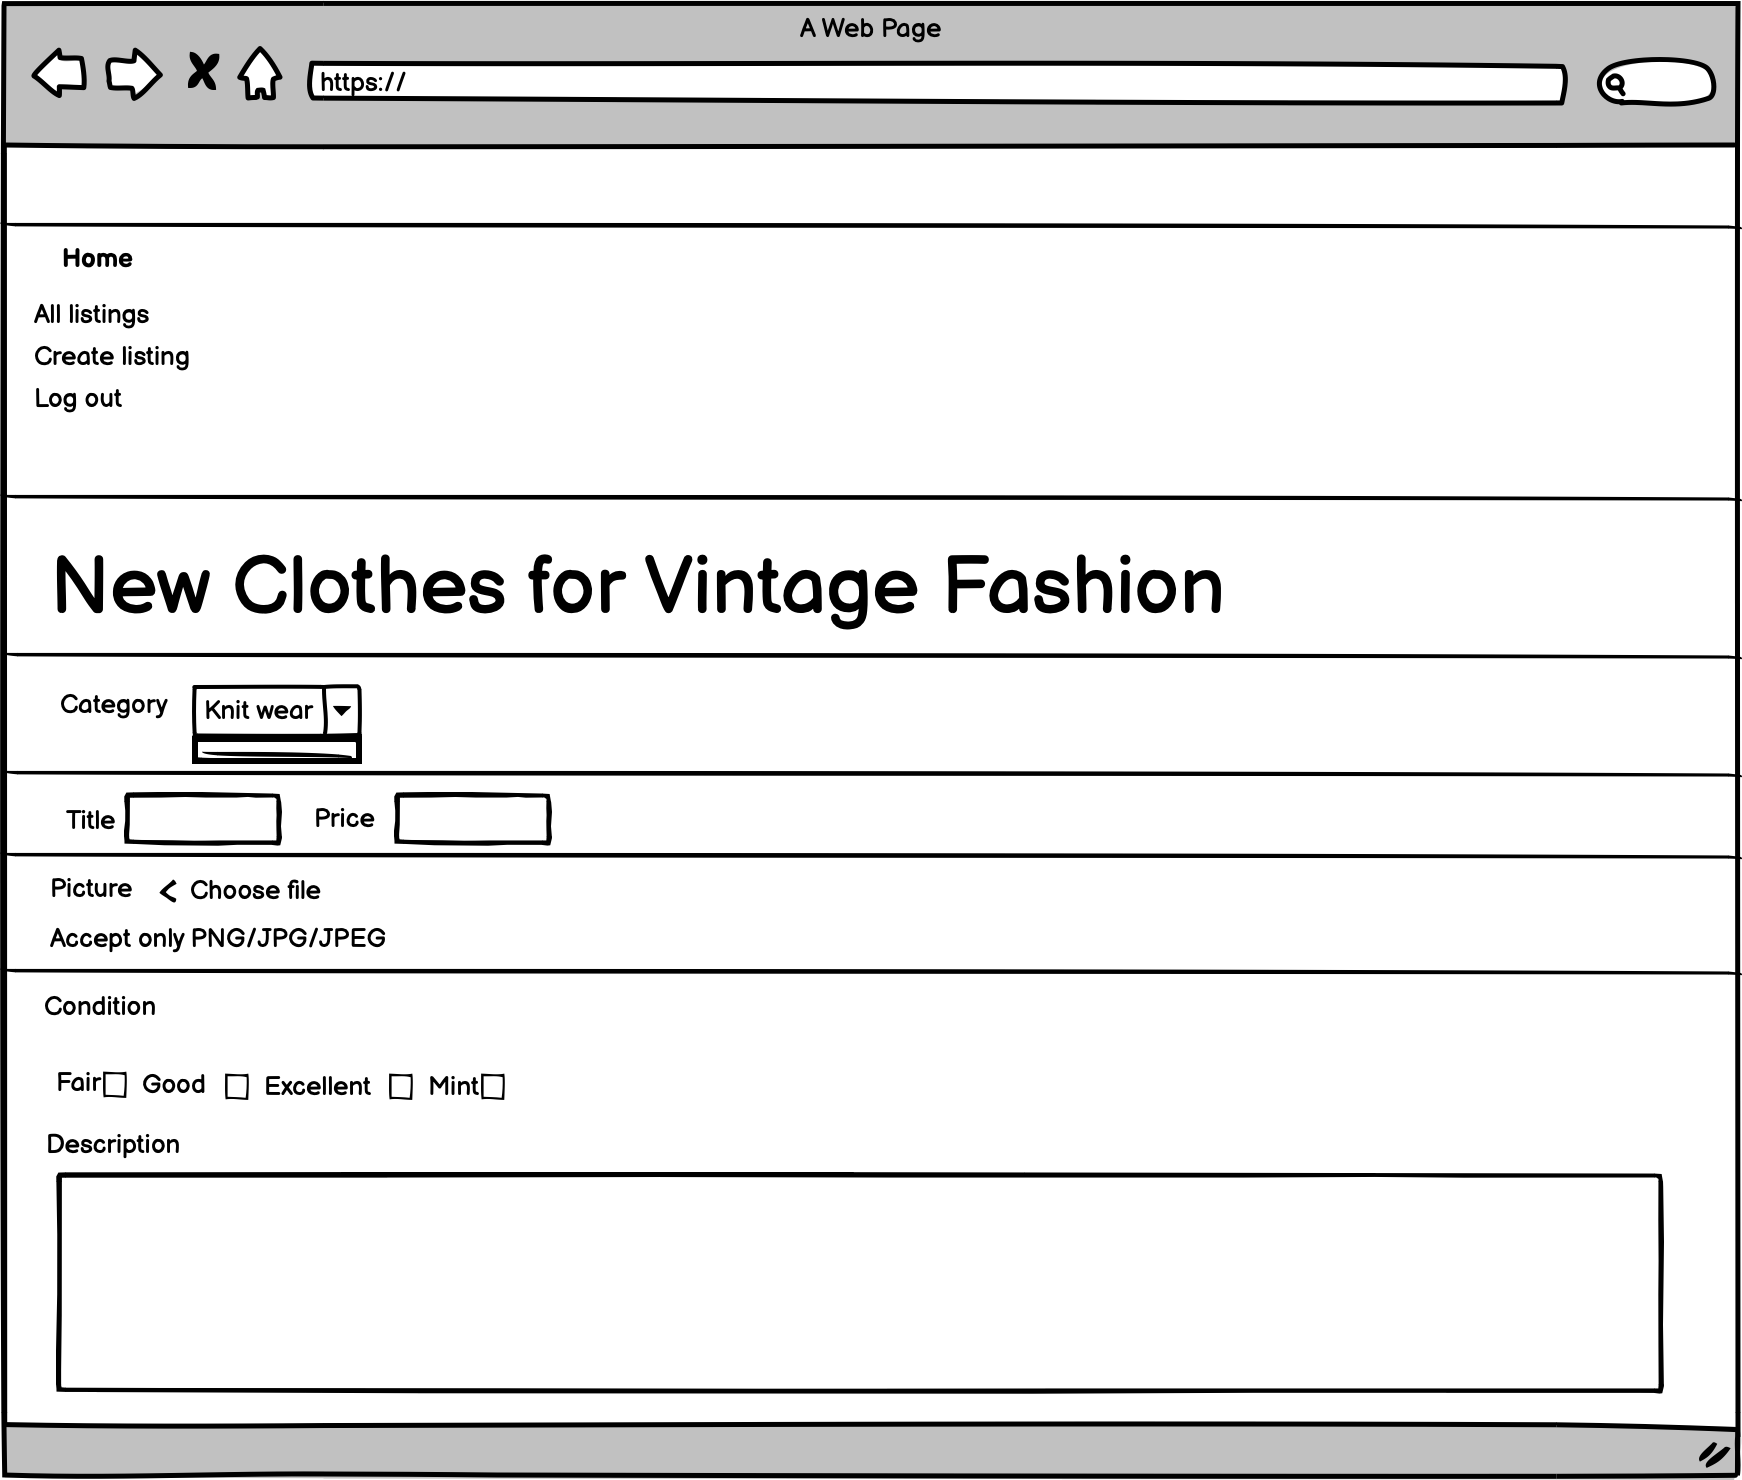 A Web Page
https://
Home
All listings
Create listing
Log out
New Clothes for Vintage Fashion
Category Knit wear
Title Price
Picture < Choose file
Accept only PNG/JPG/JPEG
Condition
Fair Good Excellent Mint
Description